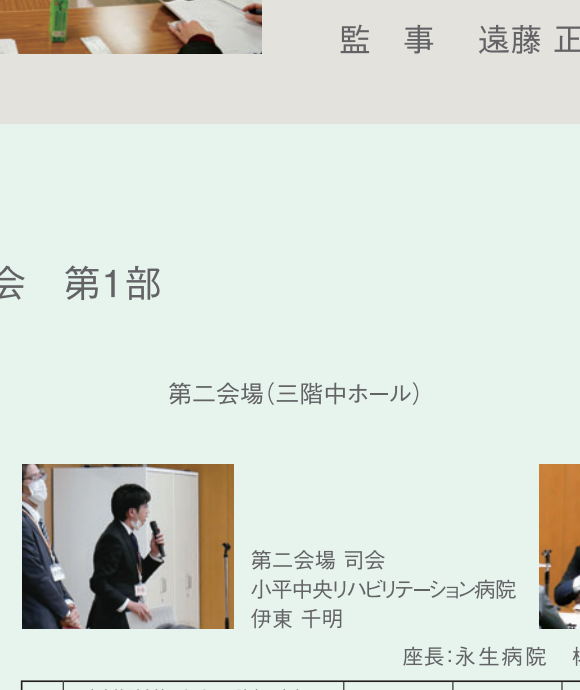 監　事　遠藤 正
会　第1部
第二会場（三階中ホール）
第二会場 司会
小平中央リハビリテーション病院
伊東 千明
座長：永生病院